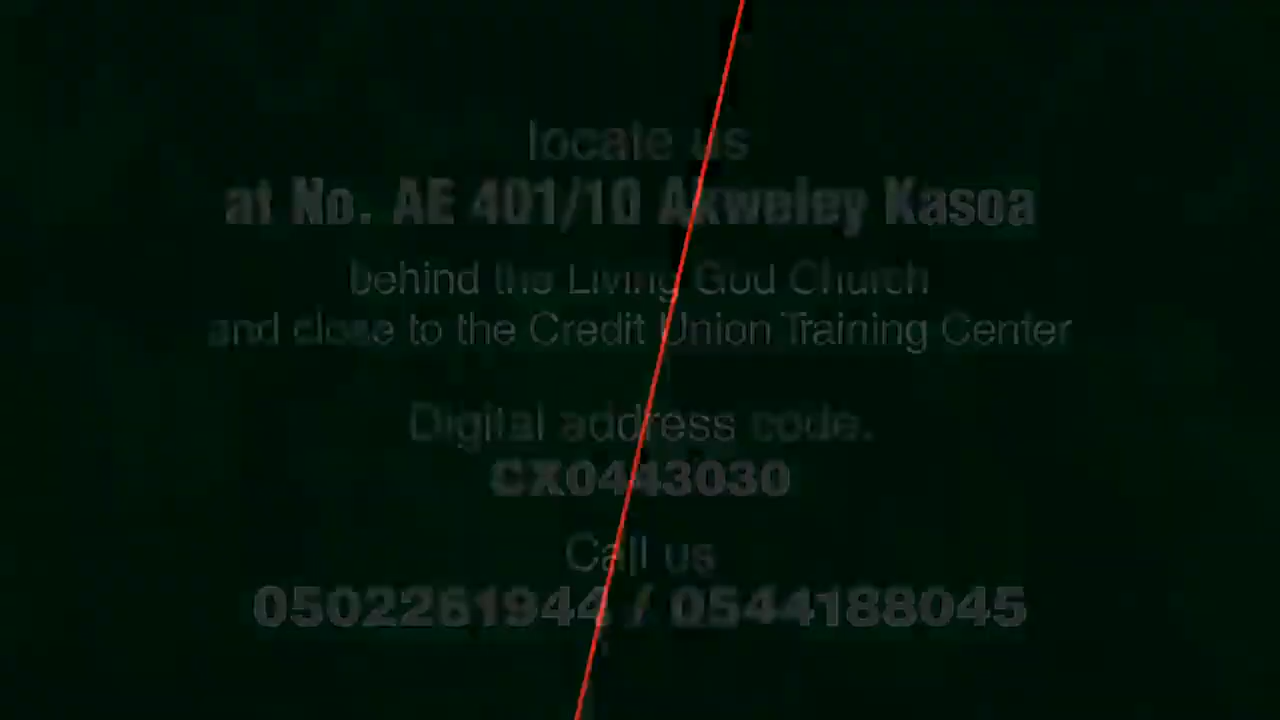 locate us
at No. AE 401/10 Akweley Kasoa
behind the Living God Church
and close to the Credit Union Training Center
Digital address code.
CX0443030
Call us
0502261944 / 0544188045